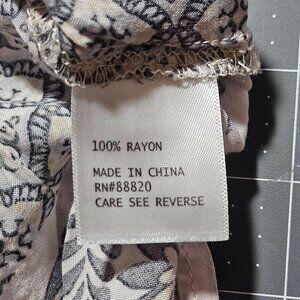 100% RAYON
MADE IN CHINA
RN#88820
CARE SEE REVERSE